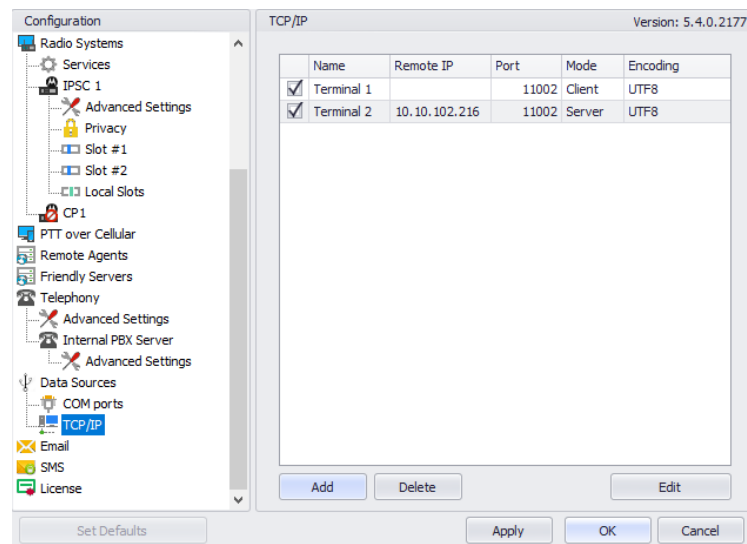 Configuration
Radio Systems
Services
IPSC 1
Advanced Settings
Privacy
Slot #1
Slot #2
Local Slots
CP1
PTT over Cellular
Remote Agents
Friendly Servers
Telephony
Advanced Settings
Internal PBX Server
Advanced Settings
Data Sources
COM ports
TCP/IP
Email
SMS
License
Set Defaults
TCP/IP Version: 5.4.0.2177
Name Remote IP Port Mode Encoding
Terminal 1 11002 Client UTF8
Terminal 2 10.10.102.216 11002 Server UTF8
Add Delete Edit
Apply OK Cancel